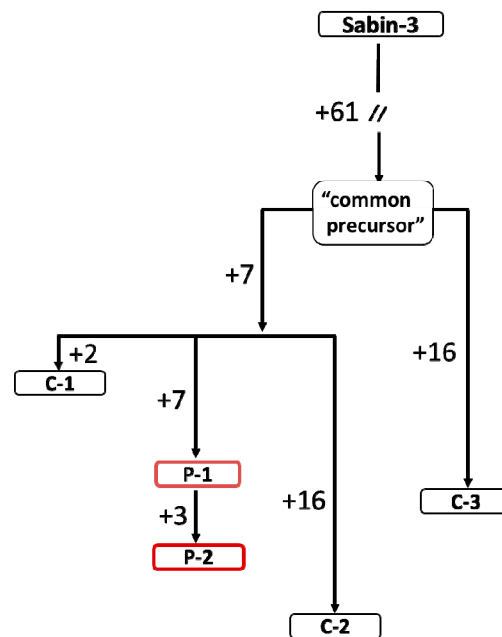 Sabin-3
+61 //
“common
precursor”
+7
+2
+16
C-1
+7
P-1
+3
+16
C-3
P-2
C-2